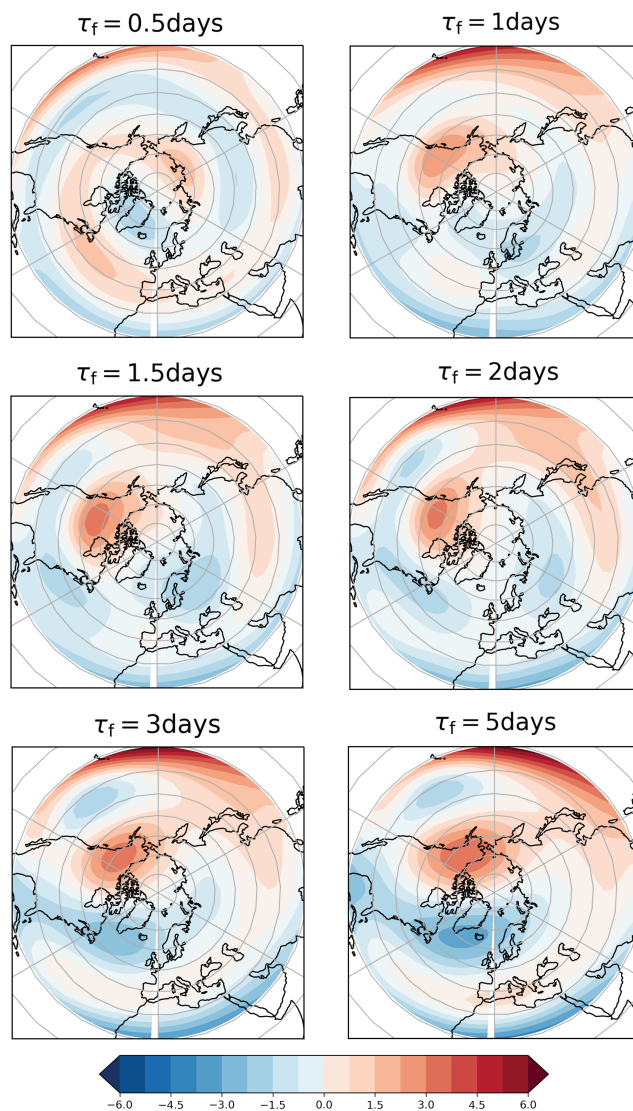 τf = 0.5days
τf = 1days
τf = 1.5days
τf = 2days
τf = 3days
τf = 5days
−6.0 −4.5 −3.0 −1.5 0.0 1.5 3.0 4.5 6.0